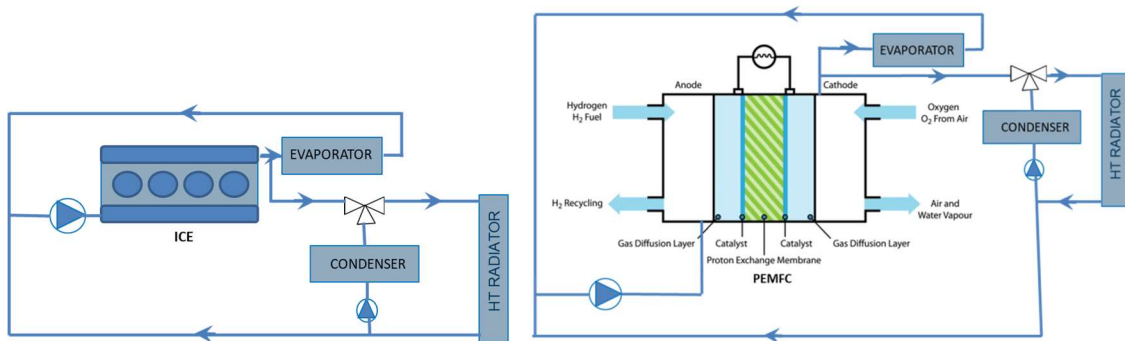 EVAPORATOR
ICE
CONDENSER
HT RADIATOR
EVAPORATOR
Anode
Cathode
Hydrogen
H2 Fuel
Oxygen
O2 From Air
CONDENSER
HT RADIATOR
H2 Recycling
Air and
Water Vapour
Gas Diffusion Layer
Catalyst
Catalyst
Gas Diffusion Layer
Proton Exchange Membrane
PEMFC